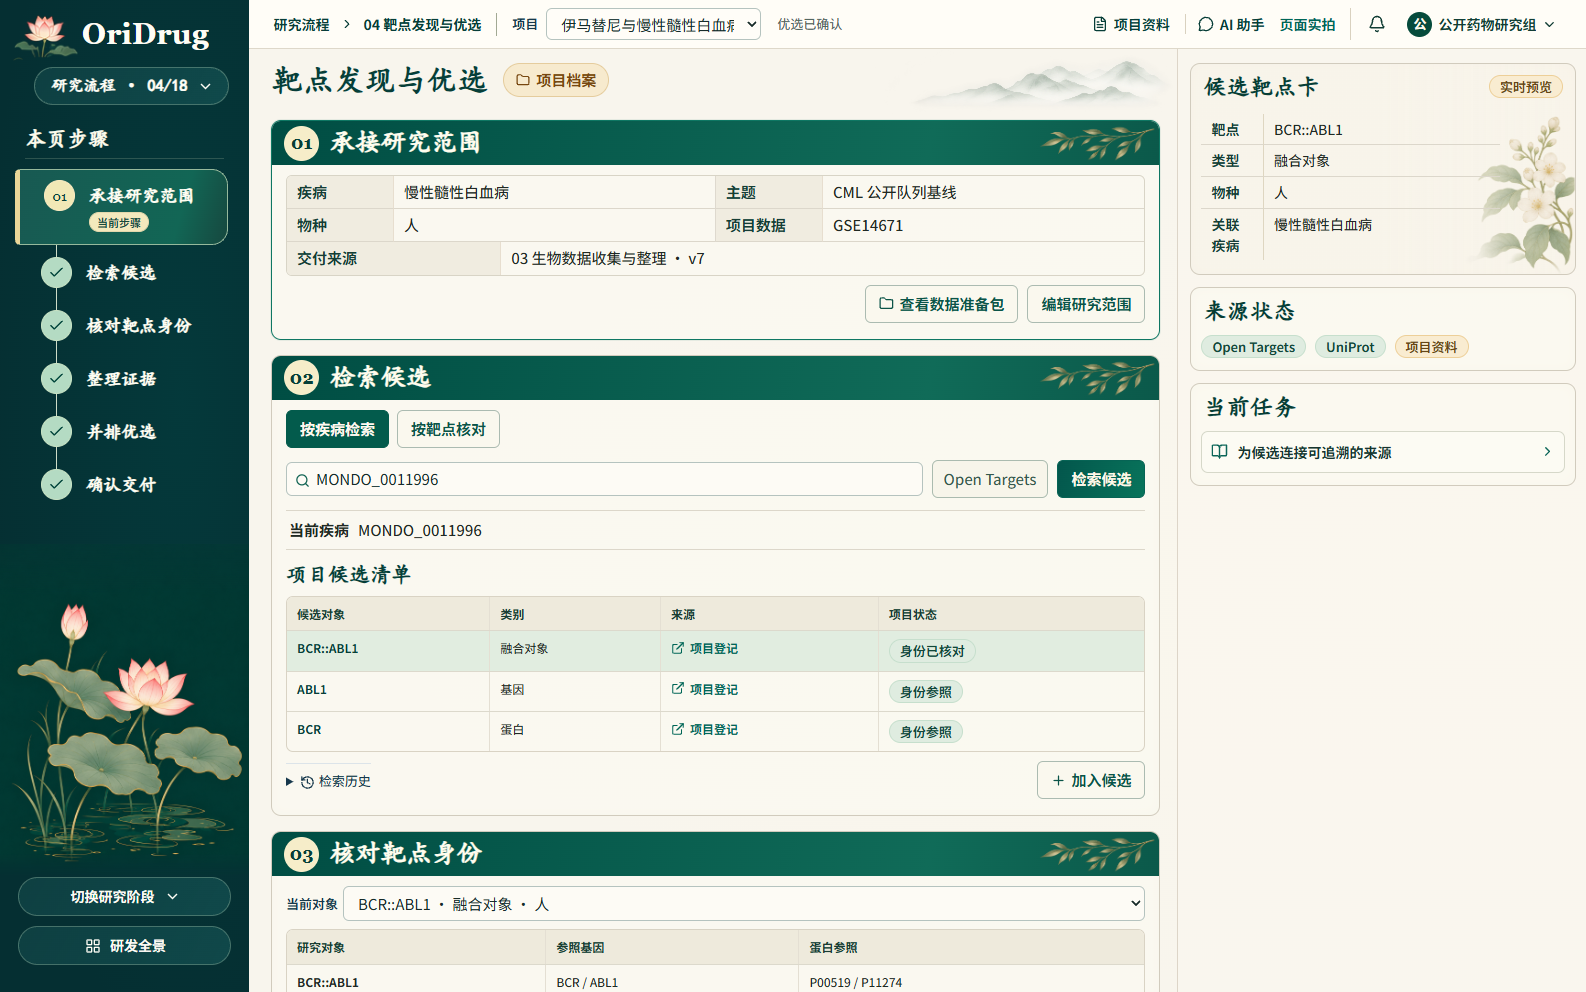 OriDrug
研究流程 • 04/18
本页步骤
01 承接研究范围
当前步骤
检索候选
核对靶点身份
整理证据
并排优选
确认交付
切换研究阶段
研发全景
研究流程 > 04 靶点发现与优选 项目 伊马替尼与慢性髓性白血病 优选已确认 项目资料 AI 助手 页面实拍 公 公开药物研究组
靶点发现与优选 项目档案
01 承接研究范围
疾病 慢性髓性白血病 主题 CML 公开队列基线
物种 人 项目数据 GSE14671
交付来源 03 生物数据收集与整理 • v7
查看数据准备包 编辑研究范围
02 检索候选
按疾病检索 按靶点核对
MONDO_0011996 Open Targets 检索候选
当前疾病 MONDO_0011996
项目候选清单
候选对象 类别 来源 项目状态
BCR::ABL1 融合对象 项目登记 身份已核对
ABL1 基因 项目登记 身份参照
BCR 蛋白 项目登记 身份参照
检索历史 + 加入候选
03 核对靶点身份
当前对象 BCR::ABL1 • 融合对象 • 人
研究对象 参照基因 蛋白参照
BCR::ABL1 BCR / ABL1 P00519 / P11274
候选靶点卡 实时预览
靶点 BCR::ABL1
类型 融合对象
物种 人
关联疾病 慢性髓性白血病
来源状态
Open Targets UniProt 项目资料
当前任务
为候选连接可追溯的来源